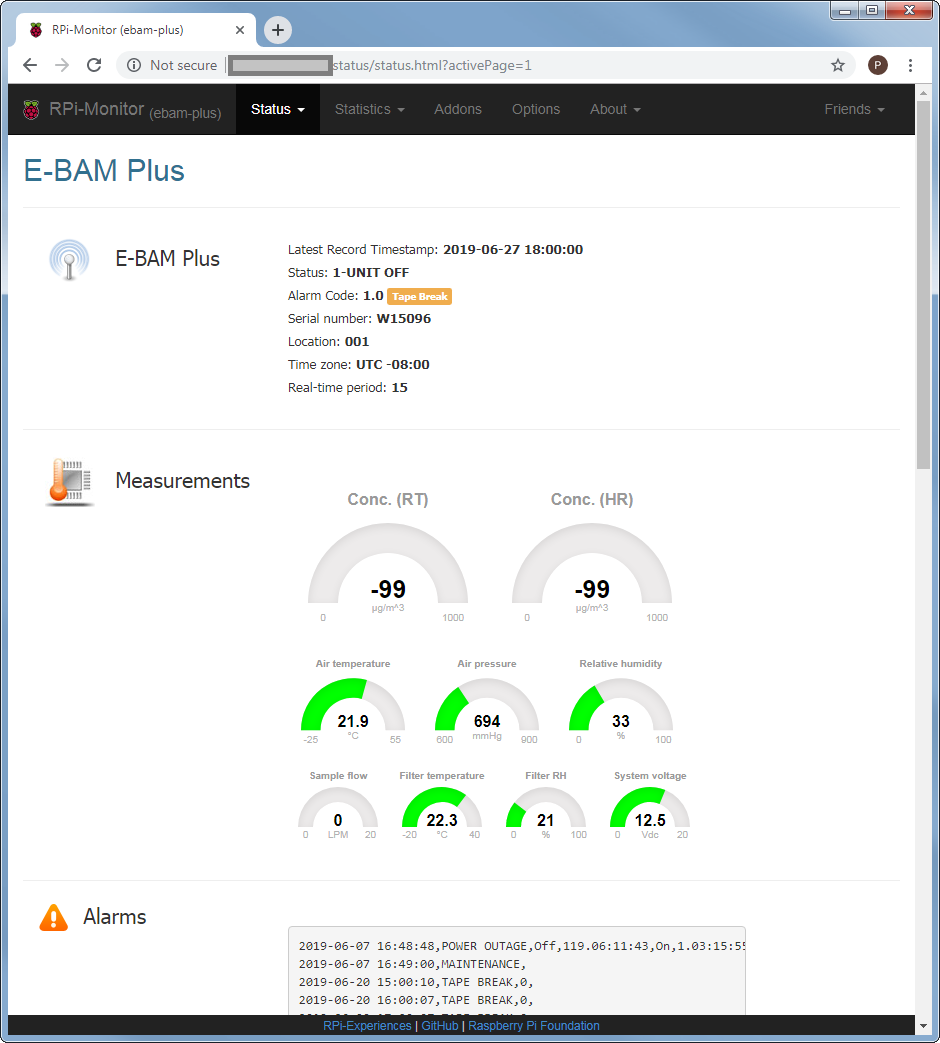 RPi-Monitor (ebam-plus)
Not secure | status/status.html?activePage=1
P
RPi-Monitor (ebam-plus) Status Statistics Addons Options About Friends
E-BAM Plus
E-BAM Plus
Latest Record Timestamp: 2019-06-27 18:00:00
Status: 1-UNIT OFF
Alarm Code: 1.0 Tape Break
Serial number: W15096
Location: 001
Time zone: UTC -08:00
Real-time period: 15
Measurements
Conc. (RT) Conc. (HR)
-99 -99
µg/m^3 µg/m^3
0 1000 0 1000
Air temperature Air pressure Relative humidity
21.9 694 33
-25 °C 55 600 mmHg 900 0 % 100
Sample flow Filter temperature Filter RH System voltage
0 22.3 21 12.5
0 LPM 20 -20 °C 40 0 % 100 0 Vdc 20
Alarms
2019-06-07 16:48:48,POWER OUTAGE,Off,119.06:11:43,On,1.03:15:55
2019-06-07 16:49:00,MAINTENANCE,
2019-06-20 15:00:10,TAPE BREAK,0,
2019-06-20 16:00:07,TAPE BREAK,0,
RPi-Experiences | GitHub | Raspberry Pi Foundation